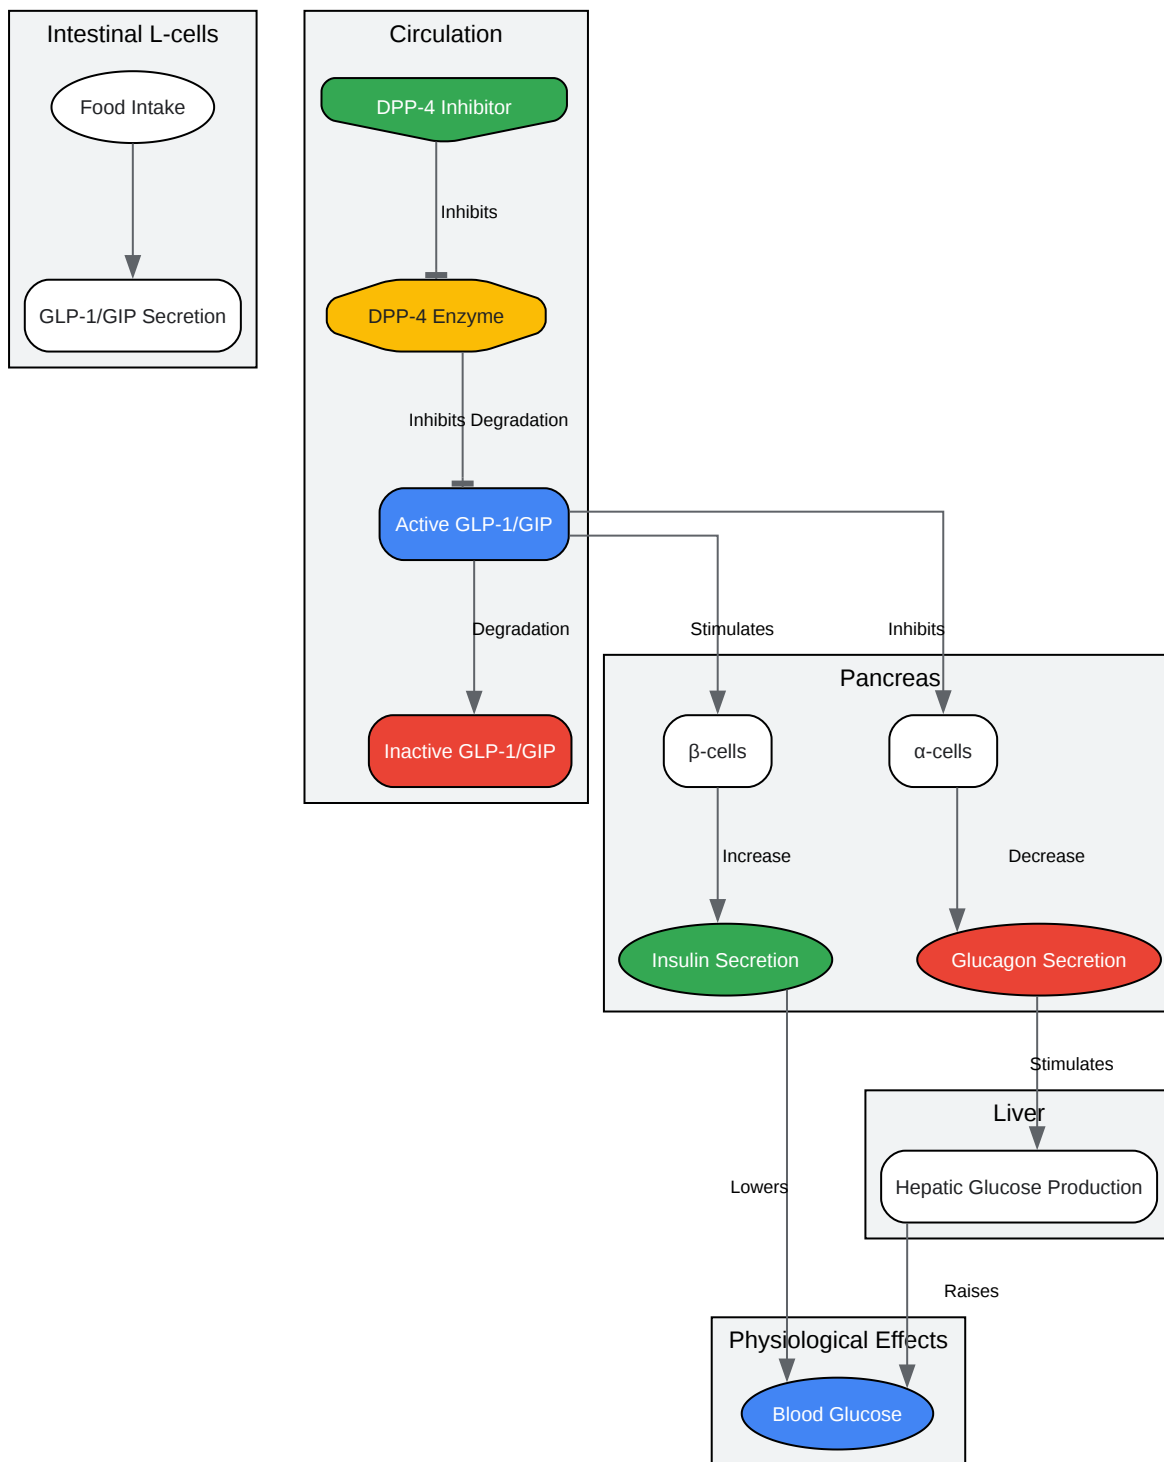 Intestinal L-cells
Food Intake
GLP-1/GIP Secretion
Circulation
DPP-4 Inhibitor
Inhibits
DPP-4 Enzyme
Inhibits Degradation
Active GLP-1/GIP
Degradation
Inactive GLP-1/GIP
Stimulates
Inhibits
Pancreas
β-cells
α-cells
Increase
Decrease
Insulin Secretion
Glucagon Secretion
Stimulates
Liver
Hepatic Glucose Production
Lowers
Raises
Physiological Effects
Blood Glucose